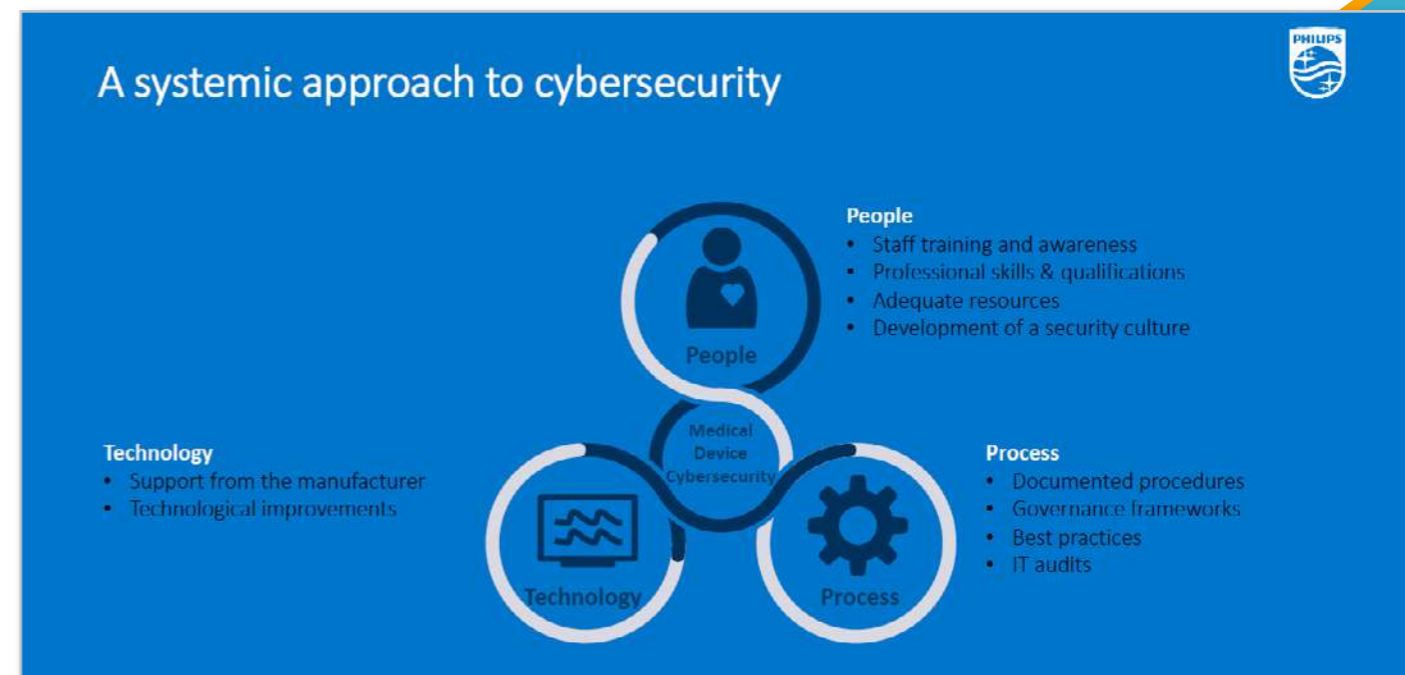 PHILIPS
A systemic approach to cybersecurity
People
• Staff training and awareness
• Professional skills & qualifications
• Adequate resources
• Development of a security culture
People
Medical
Device
Cybersecurity
Technology
• Support from the manufacturer
• Technological improvements
Process
• Documented procedures
• Governance frameworks
• Best practices
• IT audits
Technology
Process